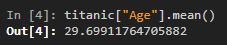 In [4]: titanic["Age"].mean()
Out[4]: 29.69911764705882